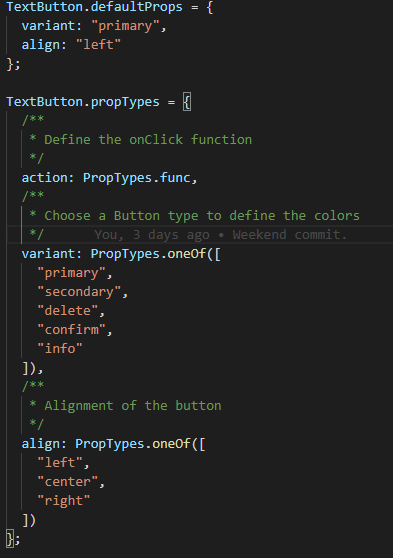 TextButton.defaultProps = {
  variant: "primary",
  align: "left"
};

TextButton.propTypes = {
  /**
   * Define the onClick function
   */
  action: PropTypes.func,
  /**
   * Choose a Button type to define the colors
   */      You, 3 days ago • Weekend commit.
  variant: PropTypes.oneOf([
    "primary",
    "secondary",
    "delete",
    "confirm",
    "info"
  ]),
  /**
   * Alignment of the button
   */
  align: PropTypes.oneOf([
    "left",
    "center",
    "right"
  ])
};